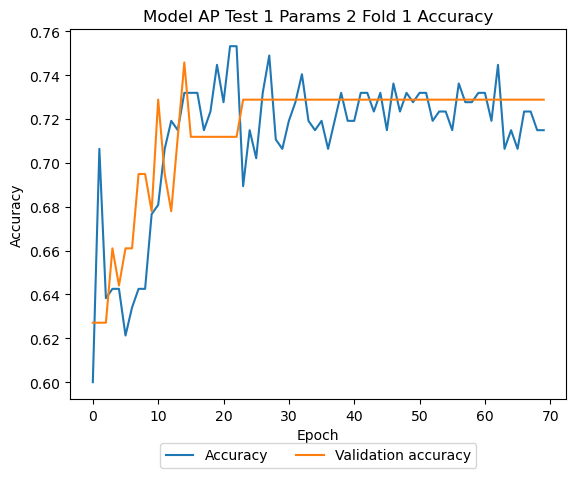 Model AP Test 1 Params 2 Fold 1 Accuracy
0.76
0.74
0.72
0.70
0.68
0.66
0.64
0.62
0.60
Accuracy
0 10 20 30 40 50 60 70
Epoch
Accuracy Validation accuracy